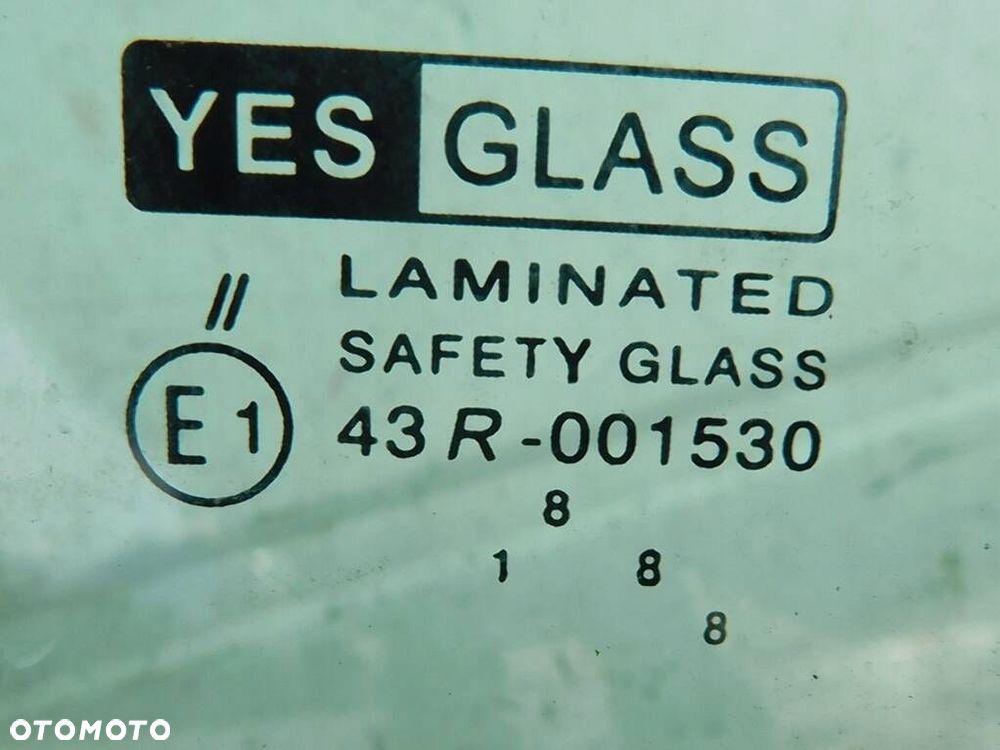 YES GLASS
//
LAMINATED
SAFETY GLASS
E1
43R-001530
8
1 8
8
OTOMOTO